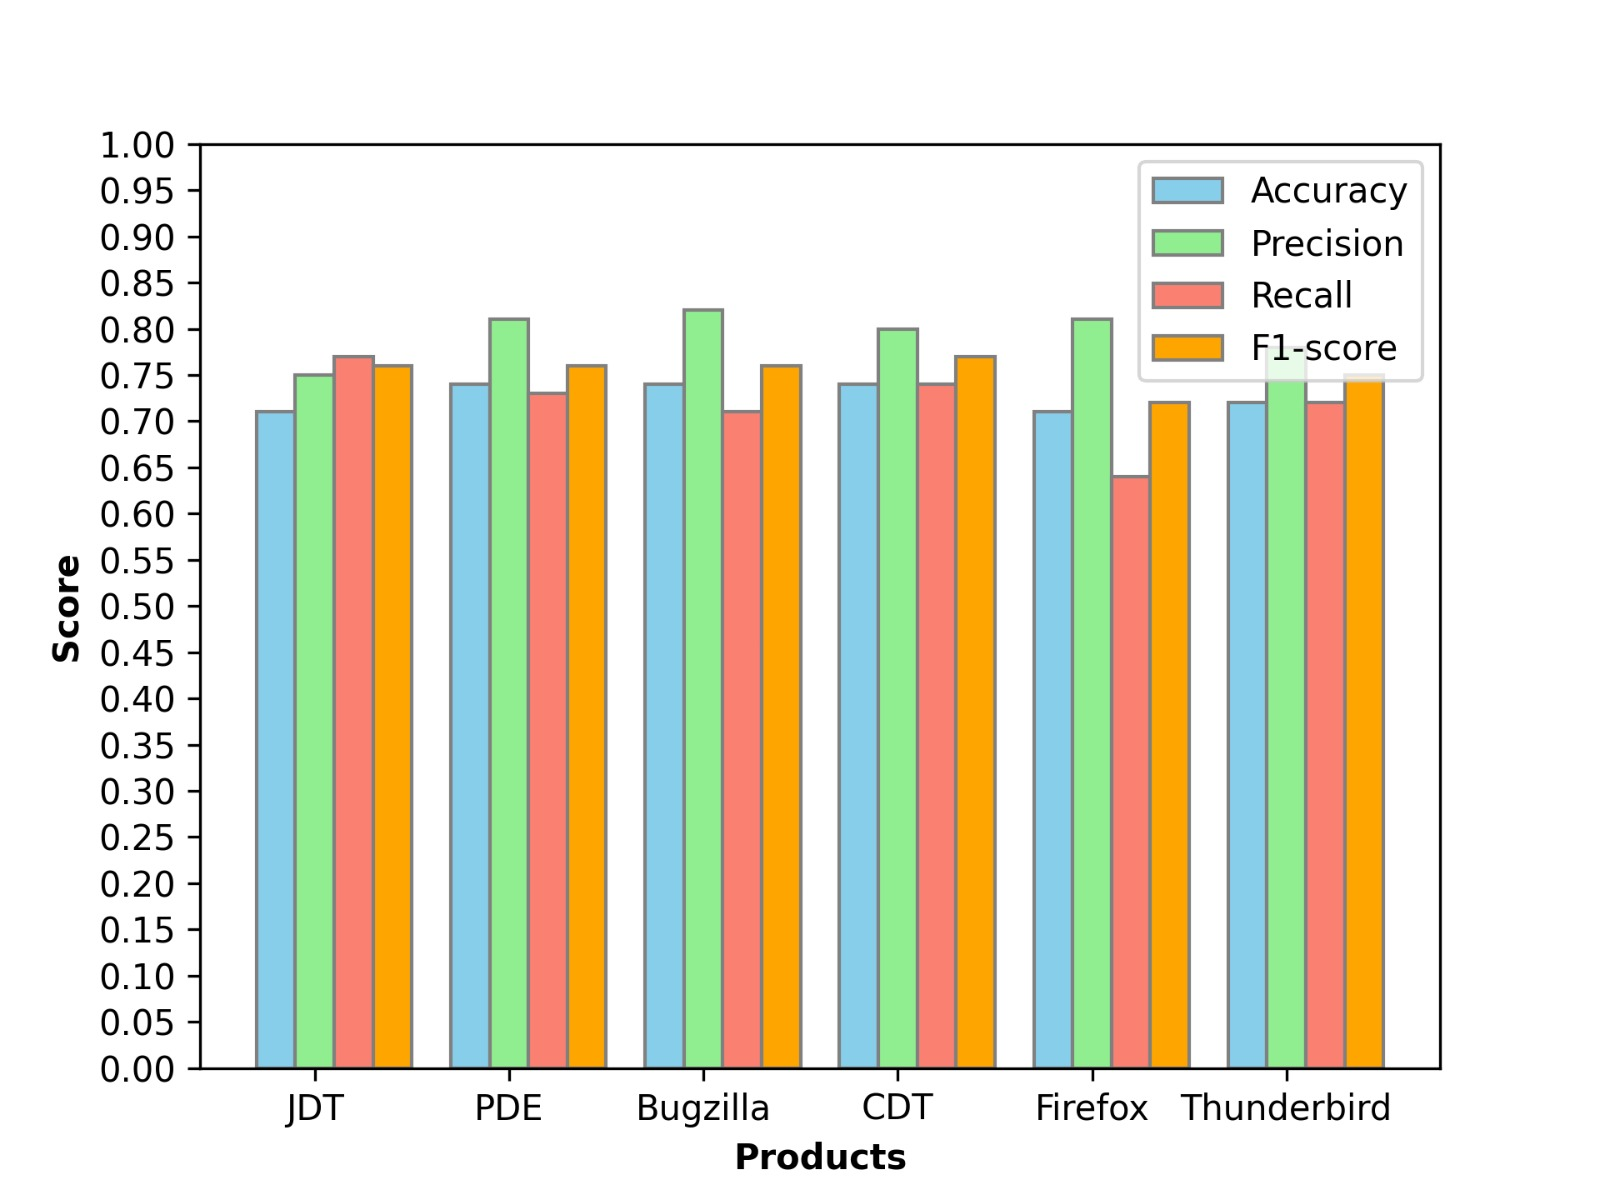 1.00
0.95
0.90
0.85
0.80
0.75
0.70
0.65
0.60
0.55
0.50
0.45
0.40
0.35
0.30
0.25
0.20
0.15
0.10
0.05
0.00
Score
Accuracy
Precision
Recall
F1-score
JDT
PDE
Bugzilla
CDT
Firefox
Thunderbird
Products